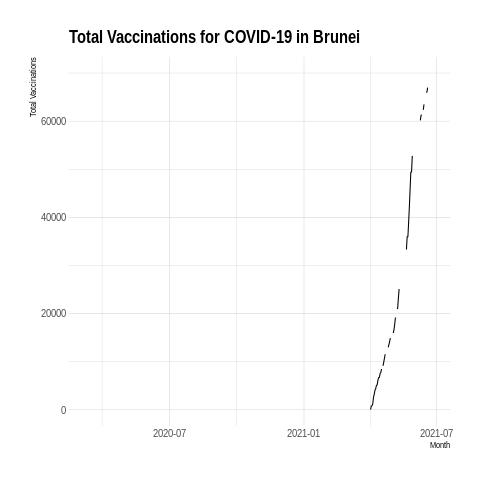 Total Vaccinations for COVID-19 in Brunei
Total Vaccinations
60000
40000
20000
0
2020-07
2021-01
2021-07
Month